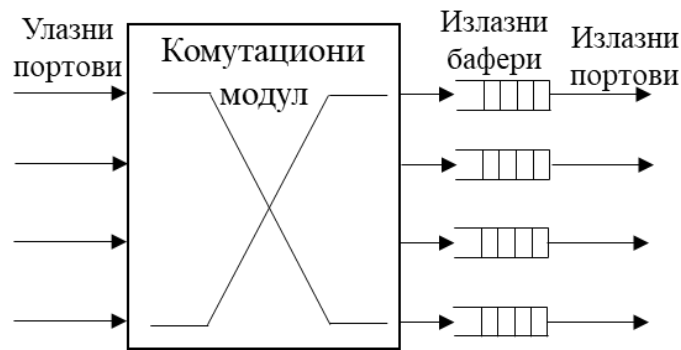 Улазни
портови
Комутациони
модул
Излазни
бафери
Излазни
портови